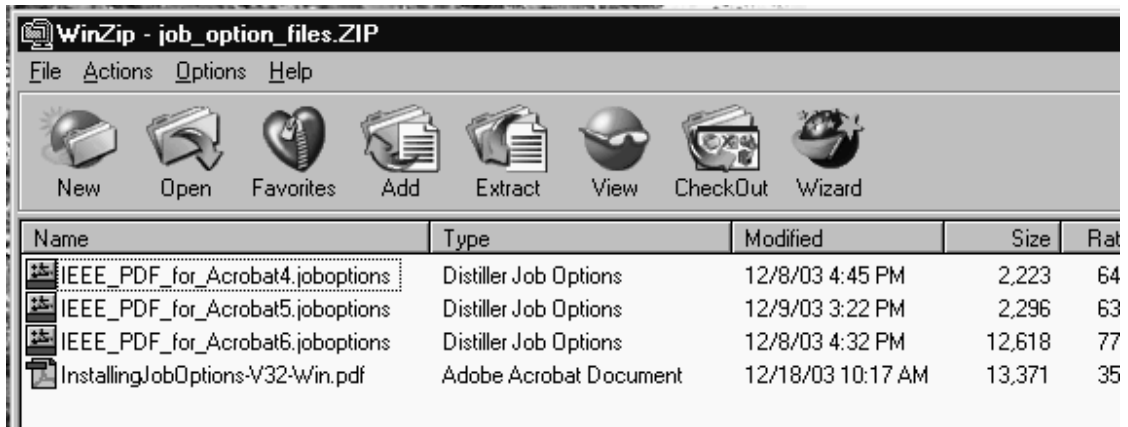 WinZip - job_option_files.ZIP
File Actions Options Help
New Open Favorites Add Extract View CheckOut Wizard
Name Type Modified Size Rat
IEEE_PDF_for_Acrobat4.joboptions Distiller Job Options 12/8/03 4:45 PM 2,223 64
IEEE_PDF_for_Acrobat5.joboptions Distiller Job Options 12/9/03 3:22 PM 2,296 63
IEEE_PDF_for_Acrobat6.joboptions Distiller Job Options 12/8/03 4:32 PM 12,618 77
InstallingJobOptions-V32-Win.pdf Adobe Acrobat Document 12/18/03 10:17 AM 13,371 35